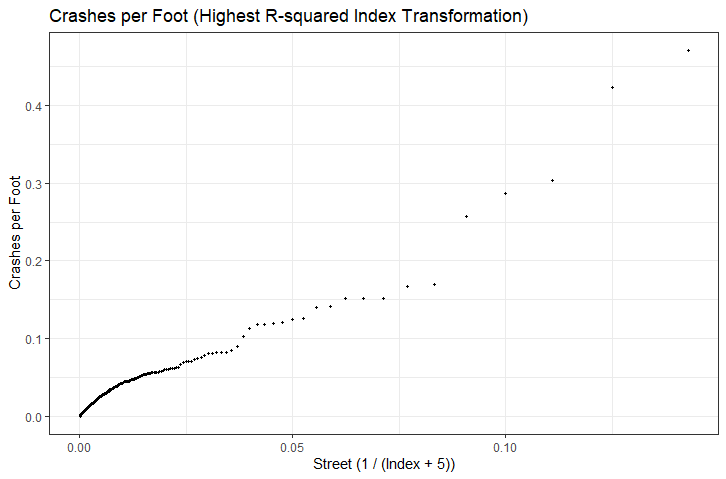 Crashes per Foot (Highest R-squared Index Transformation)
Crashes per Foot
0.4
0.3
0.2
0.1
0.0
0.00
0.05
0.10
Street (1 / (Index + 5))